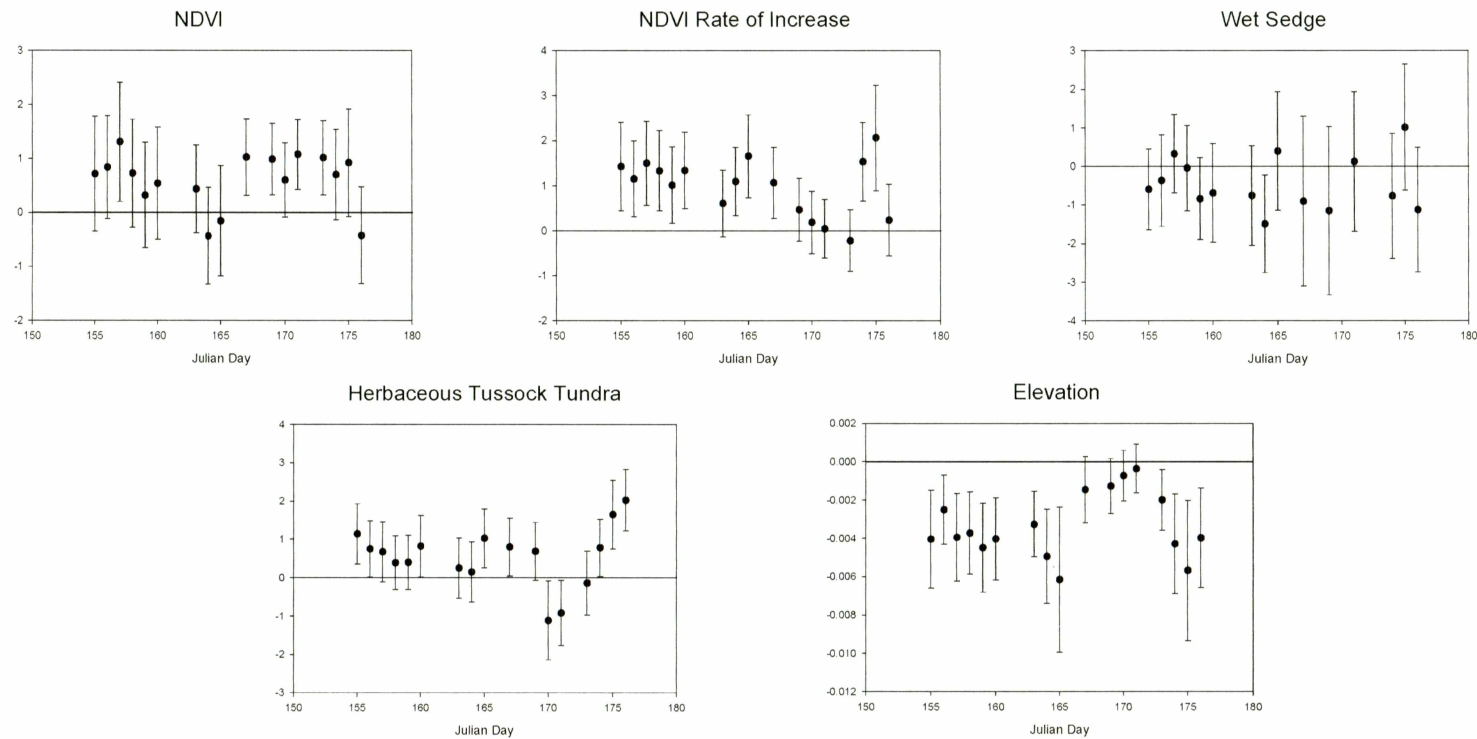 NDVI
3
2
1
0
-1
-2
150 155 160 165 170 175 180
Julian Day
NDVI Rate of Increase
4
3
2
1
0
-1
-2
150 155 160 165 170 175 180
Julian Day
Wet Sedge
3
2
1
0
-1
-2
-3
-4
150 155 160 165 170 175 180
Julian Day
Herbaceous Tussock Tundra
4
3
2
1
0
-1
-2
-3
150 155 160 165 170 175 180
Julian Day
Elevation
0.002
0.000
-0.002
-0.004
-0.006
-0.008
-0.010
-0.012
150 155 160 165 170 175 180
Julian Day